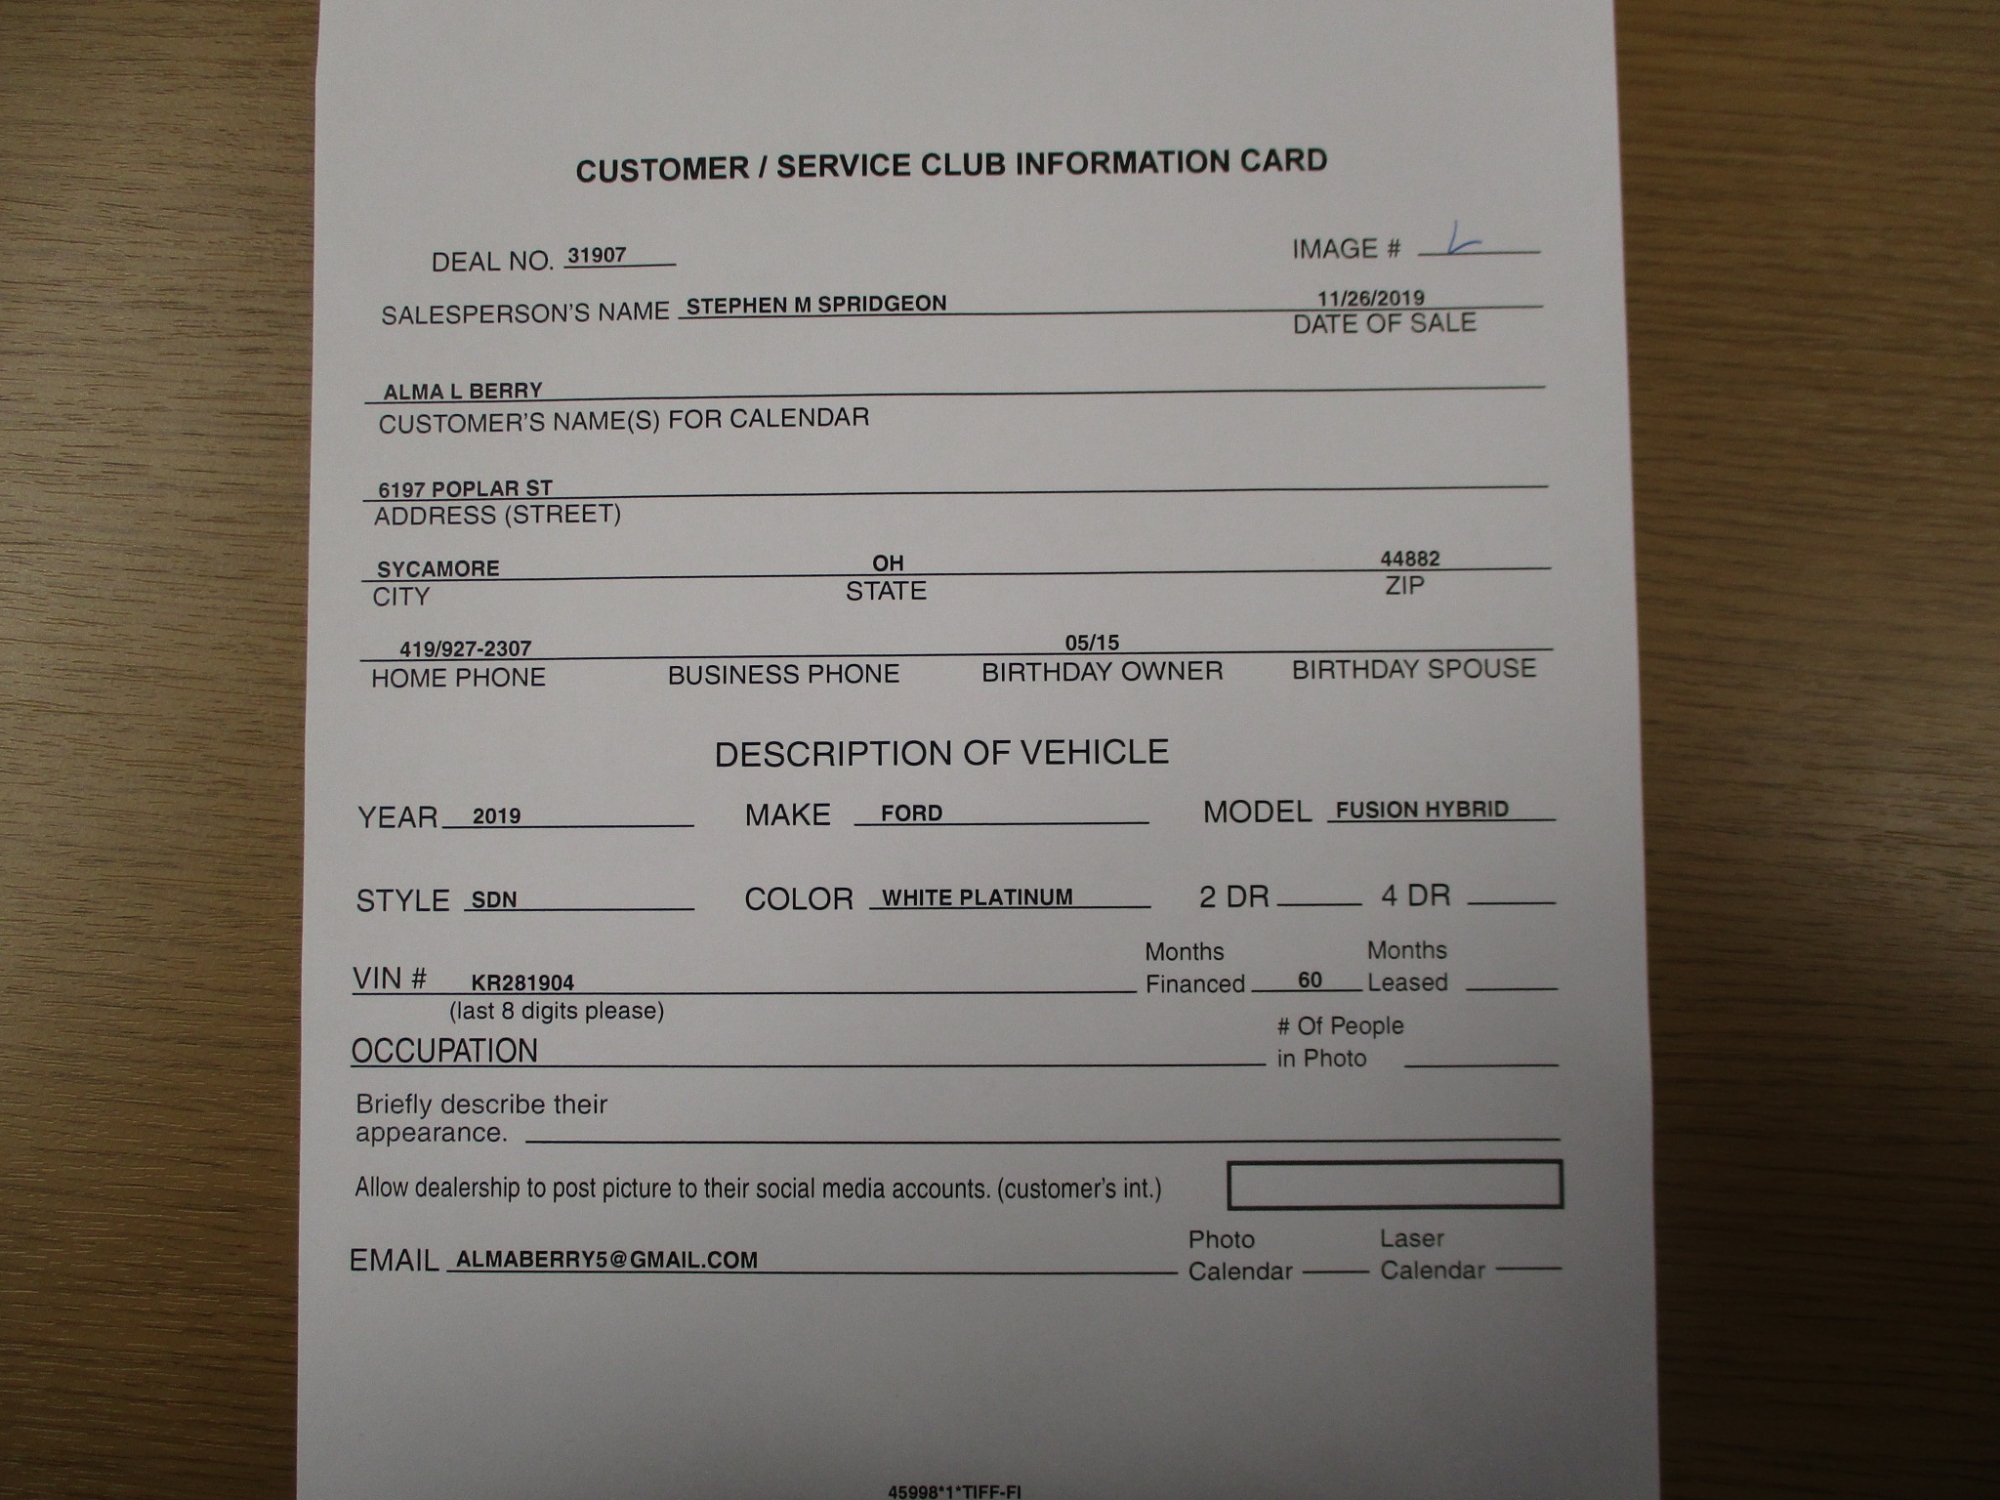 CUSTOMER / SERVICE CLUB INFORMATION CARD
DEAL NO. 31907 IMAGE #
SALESPERSON'S NAME STEPHEN M SPRIDGEON 11/26/2019
DATE OF SALE
ALMA L BERRY
CUSTOMER'S NAME(S) FOR CALENDAR
6197 POPLAR ST
ADDRESS (STREET)
SYCAMORE OH 44882
CITY STATE ZIP
419/927-2307 05/15
HOME PHONE BUSINESS PHONE BIRTHDAY OWNER BIRTHDAY SPOUSE
DESCRIPTION OF VEHICLE
YEAR 2019 MAKE FORD MODEL FUSION HYBRID
STYLE SDN COLOR WHITE PLATINUM 2 DR 4 DR
Months Months
VIN # KR281904 Financed 60 Leased
(last 8 digits please)
# Of People
OCCUPATION in Photo
Briefly describe their
appearance.
Allow dealership to post picture to their social media accounts. (customer's int.)
Photo Laser
EMAIL ALMABERRY5@GMAIL.COM Calendar Calendar
45998*1*TIFF-FI